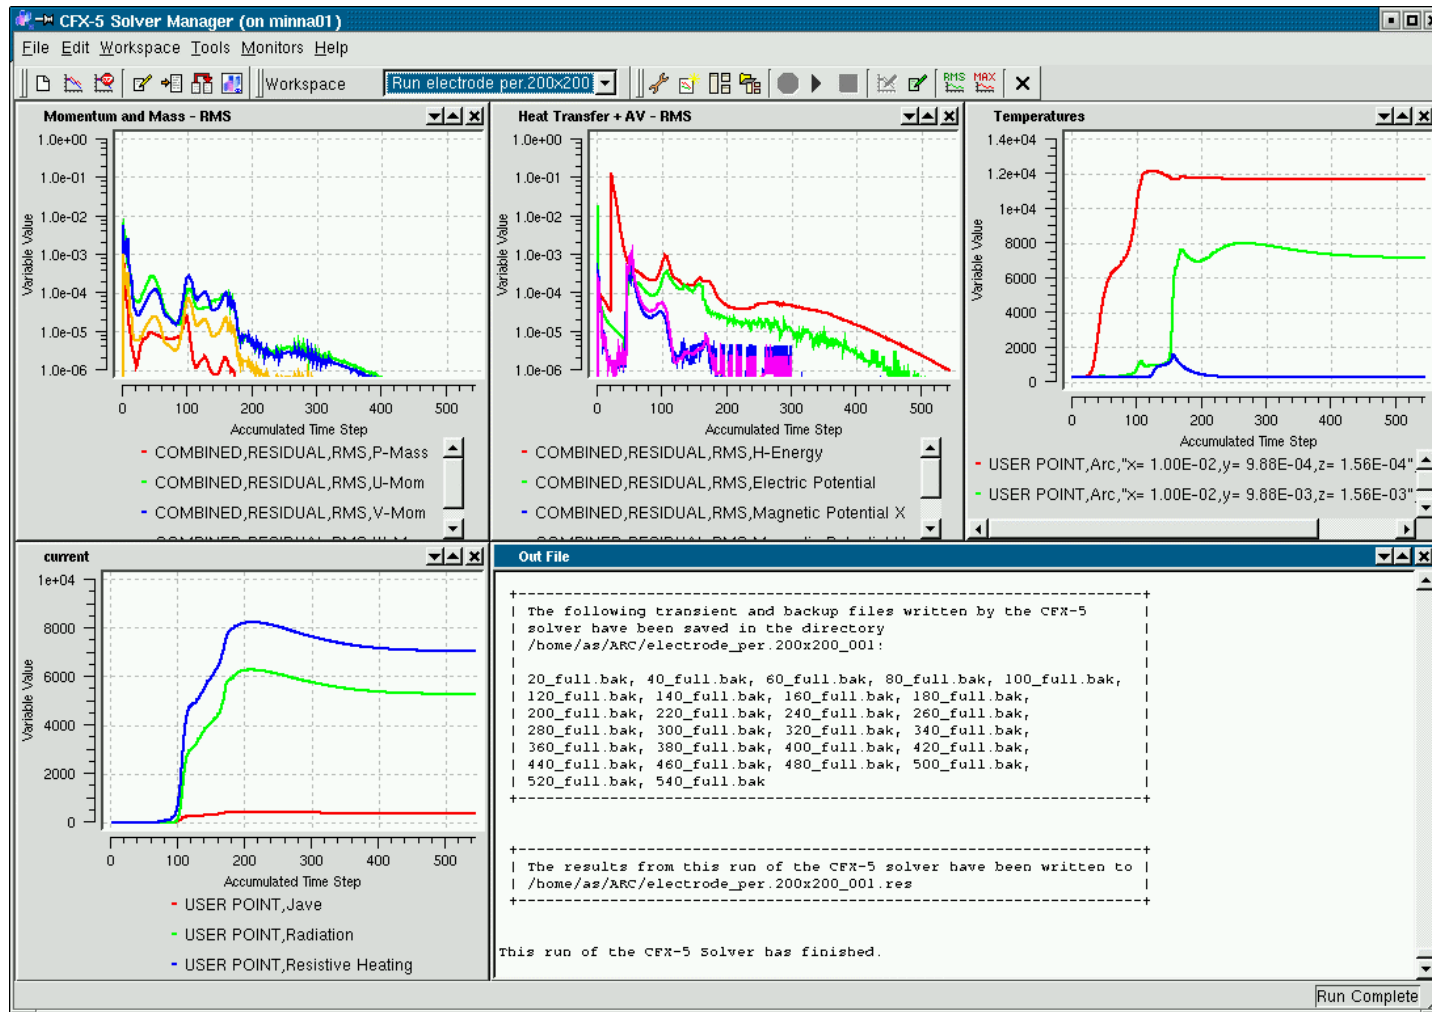 CFX-5 Solver Manager (on minna01)
File Edit Workspace Tools Monitors Help
Workspace Run electrode per.200x200 RMS MAX
Momentum and Mass - RMS
1.0e+00
1.0e-01
1.0e-02
1.0e-03
1.0e-04
1.0e-05
1.0e-06
Variable Value
0 100 200 300 400 500
Accumulated Time Step
COMBINED,RESIDUAL,RMS,P-Mass
COMBINED,RESIDUAL,RMS,U-Mom
COMBINED,RESIDUAL,RMS,V-Mom
Heat Transfer + AV - RMS
1.0e+00
1.0e-01
1.0e-02
1.0e-03
1.0e-04
1.0e-05
1.0e-06
Variable Value
0 100 200 300 400 500
Accumulated Time Step
COMBINED,RESIDUAL,RMS,H-Energy
COMBINED,RESIDUAL,RMS,Electric Potential
COMBINED,RESIDUAL,RMS,Magnetic Potential X
Temperatures
1.4e+04
1.2e+04
1.0e+04
8000
6000
4000
2000
0
Variable Value
0 100 200 300 400 500
Accumulated Time Step
USER POINT,Arc,"x= 1.00E-02,y= 9.88E-04,z= 1.56E-04"
USER POINT,Arc,"x= 1.00E-02,y= 9.88E-03,z= 1.56E-03"
current
1e+04
8000
6000
4000
2000
0
Variable Value
0 100 200 300 400 500
Accumulated Time Step
USER POINT,Jave
USER POINT,Radiation
USER POINT,Resistive Heating
Out File
The following transient and backup files written by the CFX-5
solver have been saved in the directory
/home/as/ARC/electrode_per.200x200_001:
20_full.bak, 40_full.bak, 60_full.bak, 80_full.bak, 100_full.bak,
120_full.bak, 140_full.bak, 160_full.bak, 180_full.bak,
200_full.bak, 220_full.bak, 240_full.bak, 260_full.bak,
280_full.bak, 300_full.bak, 320_full.bak, 340_full.bak,
360_full.bak, 380_full.bak, 400_full.bak, 420_full.bak,
440_full.bak, 460_full.bak, 480_full.bak, 500_full.bak,
520_full.bak, 540_full.bak
The results from this run of the CFX-5 solver have been written to
/home/as/ARC/electrode_per.200x200_001.res
This run of the CFX-5 Solver has finished.
Run Complete